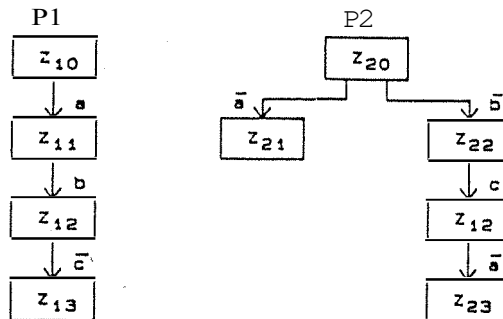 P1 P2
z10 z20
a a̅ b̅
z11 z21 z22
b c
z12 z12
c̅ a̅
z13 z23